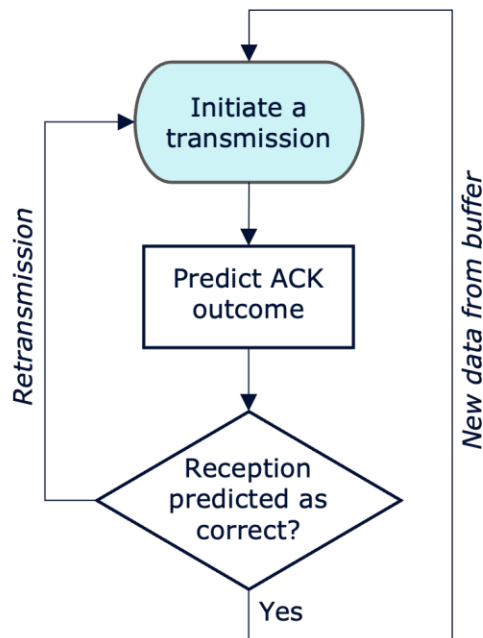 Initiate a
transmission
Retransmission
New data from buffer
Predict ACK
outcome
Reception
predicted as
correct?
Yes